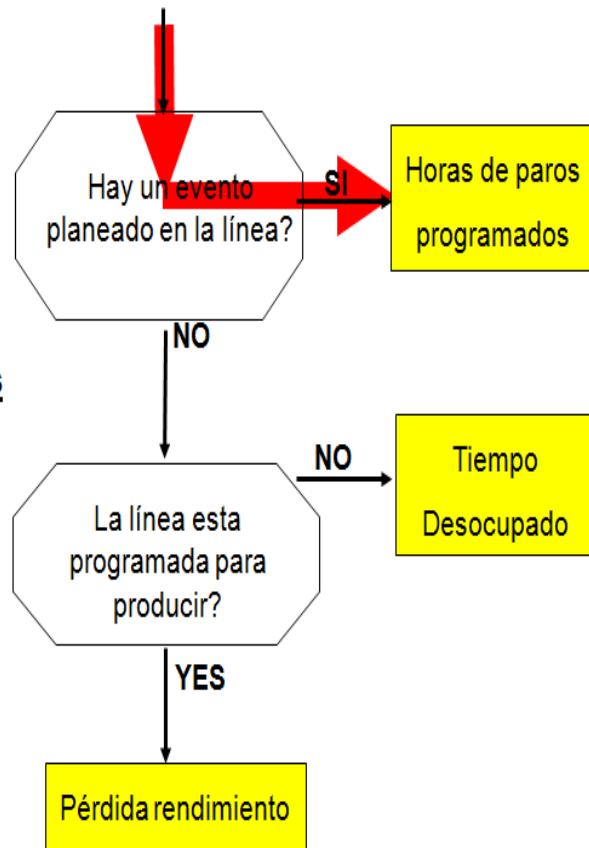 Hay un evento
planeado en la línea?
SI
Horas de paros
programados
NO
La línea esta
programada para
producir?
NO
Tiempo
Desocupado
YES
Pérdida rendimiento